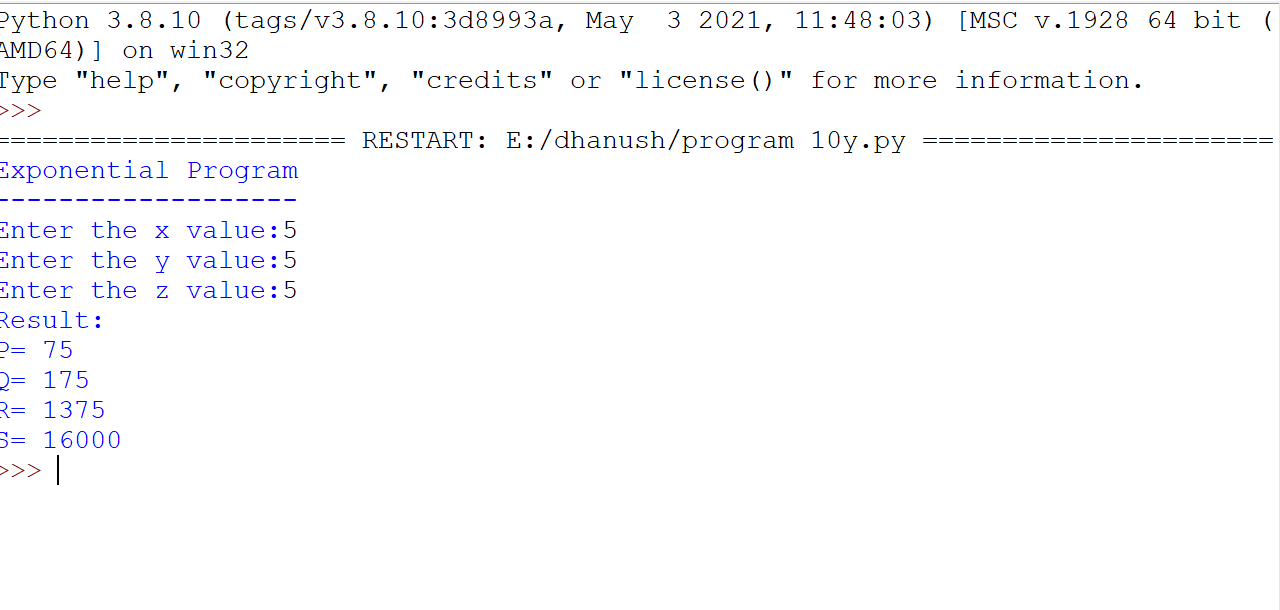 Python 3.8.10 (tags/v3.8.10:3d8993a, May  3 2021, 11:48:03) [MSC v.1928 64 bit (
AMD64)] on win32
Type "help", "copyright", "credits" or "license()" for more information.
>>>
====================== RESTART: E:/dhanush/program 10y.py ======================
Exponential Program
-------------------
Enter the x value:5
Enter the y value:5
Enter the z value:5
Result:
P= 75
Q= 175
R= 1375
S= 16000
>>>